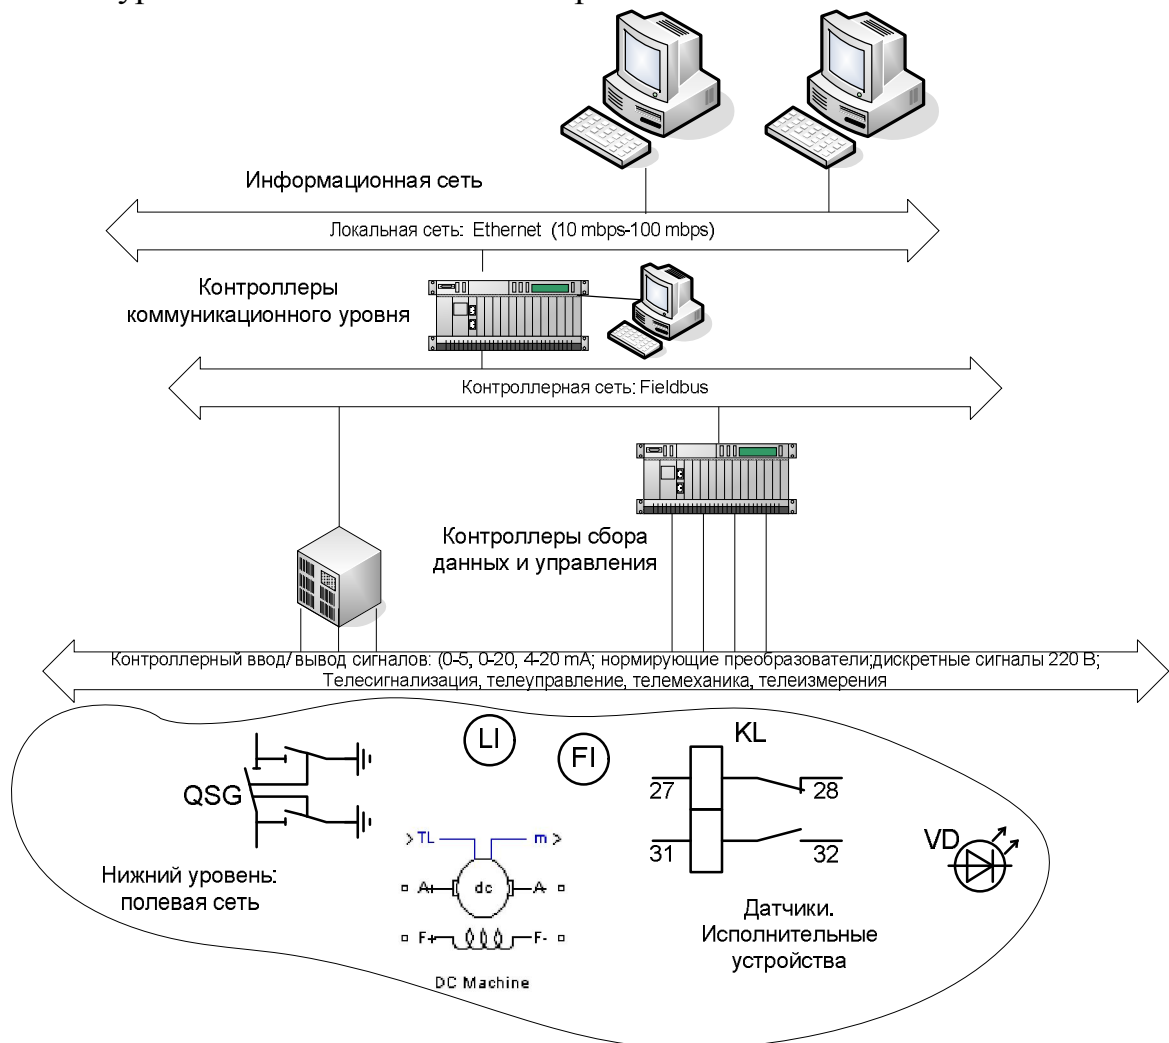 Информационная сеть
Локальная сеть: Ethernet (10 mbps-100 mbps)
Контроллеры
коммуникационного уровня
Контроллерная сеть: Fieldbus
Контроллеры сбора
данных и управления
Контроллерный ввод/вывод сигналов: (0-5, 0-20, 4-20 mA; нормирующие преобразователи;дискретные сигналы 220 В;
Телесигнализация, телеуправление, телемеханика, телеизмерения
LI
FI
KL
QSG
27
28
31
32
VD
TL
m
A+
dc
A-
F+
F-
DC Machine
Нижний уровень:
полевая сеть
Датчики.
Исполнительные
устройства